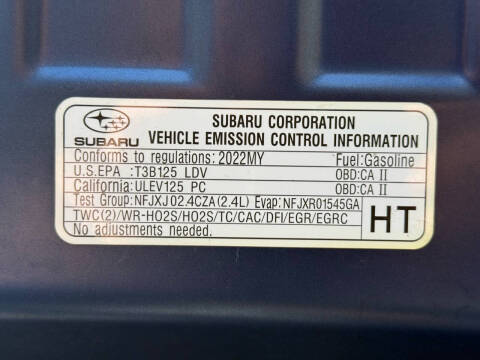 SUBARU
SUBARU CORPORATION
VEHICLE EMISSION CONTROL INFORMATION
Conforms to regulations: 2022MY Fuel:Gasoline
U.S.EPA :T3B125 LDV OBD:CA II
California:ULEV125 PC OBD:CA II
Test Group:NFJXJ02.4CZA(2.4L) Evap:NFJXR01545GA
TWC(2)/WR-HO2S/HO2S/TC/CAC/DFI/EGR/EGRC
No adjustments needed.
HT